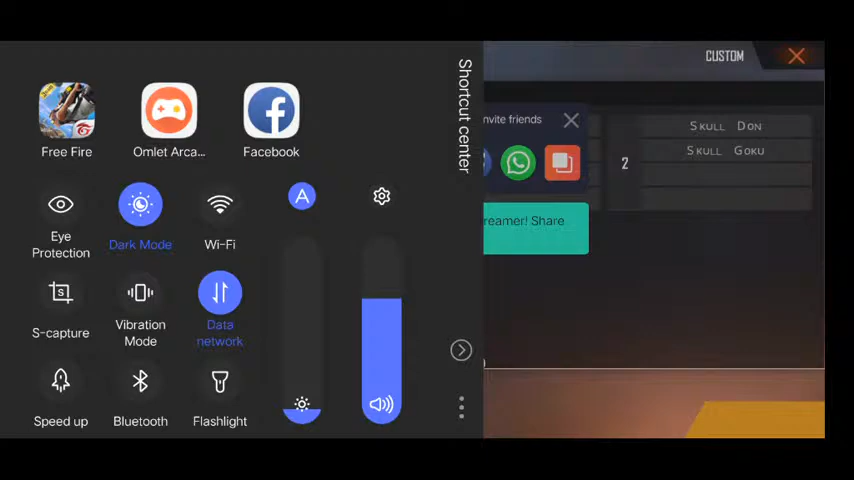 Shortcut center
Free Fire
Omlet Arca...
Facebook
A
Eye
Protection
Dark Mode
Wi-Fi
S
S-capture
Vibration
Mode
Data
network
Speed up
Bluetooth
Flashlight
CUSTOM
nvite friends
reamer! Share
2
SKULL DON
SKULL GOKU